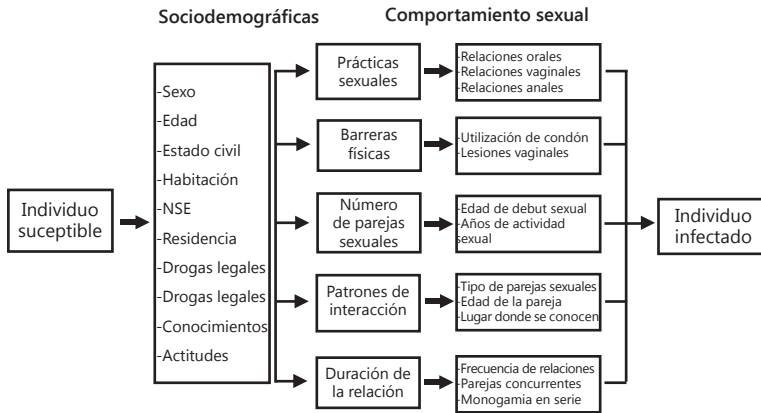 Sociodemográficas
Comportamiento sexual
Individuo
suceptible
-Sexo
-Edad
-Estado civil
-Habitación
-NSE
-Residencia
-Drogas legales
-Drogas legales
-Conocimientos
-Actitudes
Prácticas
sexuales
-Relaciones orales
-Relaciones vaginales
-Relaciones anales
Barreras
físicas
-Utilización de condón
-Lesiones vaginales
Número
de parejas
sexuales
-Edad de debut sexual
-Años de actividad
sexual
Patrones de
interacción
-Tipo de parejas sexuales
-Edad de la pareja
-Lugar donde se conocen
Duración de
la relación
-Frecuencia de relaciones
-Parejas concurrentes
-Monogamia en serie
Individuo
infectado